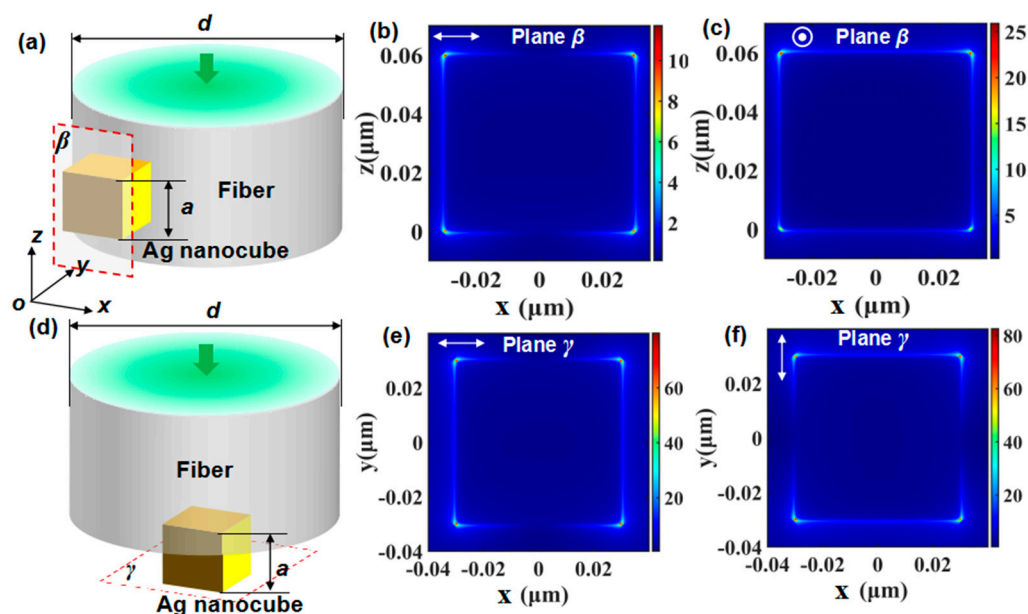 (a)
d
β
Fiber
a
Ag nanocube
z
y
o
x
(b)
Plane β
0.06
0.04
0.02
0
z(μm)
-0.02 0 0.02
x (μm)
10
8
6
4
2
(c)
Plane β
0.06
0.04
0.02
0
z(μm)
-0.02 0 0.02
x (μm)
25
20
15
10
5
(d)
d
Fiber
a
γ
Ag nanocube
(e)
Plane γ
0.02
0
-0.02
-0.04
y(μm)
-0.04 -0.02 0 0.02
x (μm)
60
40
20
(f)
Plane γ
0.02
0
-0.02
-0.04
y(μm)
-0.04 -0.02 0 0.02
x (μm)
80
60
40
20